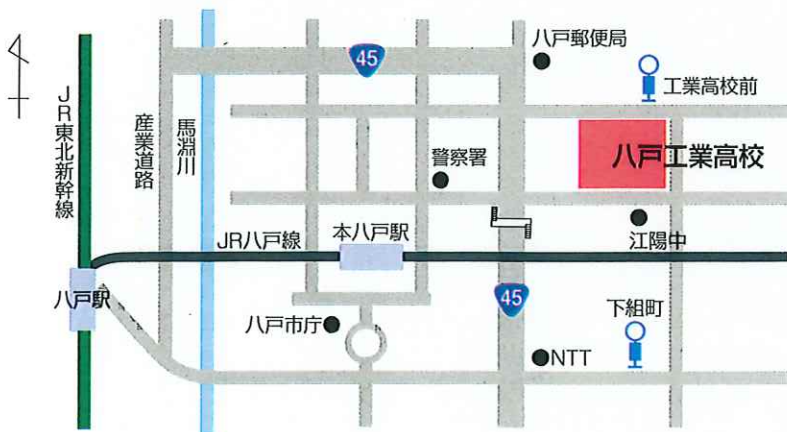 八戸郵便局
45
工業高校前
JR東北新幹線
産業道路
馬淵川
警察署
八戸工業高校
JR八戸線
本八戸駅
江陽中
八戸駅
45
下組町
八戸市庁
NTT